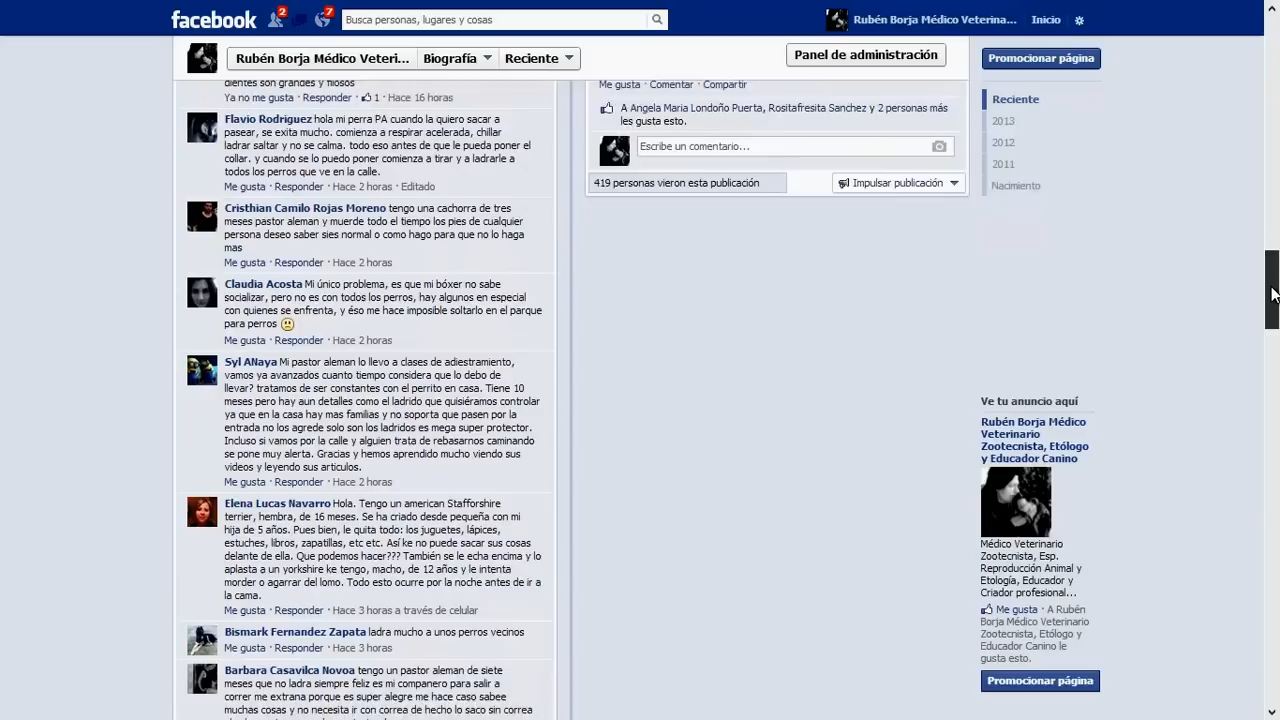 facebook 2 7 Busca personas, lugares y cosas Rubén Borja Médico Veterina... Inicio
Rubén Borja Médico Veteri... Biografía Reciente Panel de administración Promocionar página
dientes son grandes y filosos
Ya no me gusta · Responder · 1 · Hace 16 horas
Flavio Rodriguez hola mi perra PA cuando la quiero sacar a
pasear, se exita mucho. comienza a respirar acelerada, chillar
ladrar saltar y no se calma. todo eso antes de que le pueda poner el
collar. y cuando se lo puedo poner comienza a tirar y a ladrarle a
todos los perros que ve en la calle.
Me gusta · Responder · Hace 2 horas · Editado
Cristhian Camilo Rojas Moreno tengo una cachorra de tres
meses pastor aleman y muerde todo el tiempo los pies de cualquier
persona deseo saber sies normal o como hago para que no lo haga
mas
Me gusta · Responder · Hace 2 horas
Claudia Acosta Mi único problema, es que mi bóxer no sabe
socializar, pero no es con todos los perros, hay algunos en especial
con quienes se enfrenta, y éso me hace imposible soltarlo en el parque
para perros
Me gusta · Responder · Hace 2 horas
Syl ANaya Mi pastor aleman lo llevo a clases de adiestramiento,
vamos ya avanzados cuanto tiempo considera que lo debo de
llevar? tratamos de ser constantes con el perrito en casa. Tiene 10
meses pero hay aun detalles como el ladrido que quisiéramos controlar
ya que en la casa hay mas familias y no soporta que pasen por la
entrada no los agrede solo son los ladridos es mega super protector.
Incluso si vamos por la calle y alguien trata de rebasarnos caminando
se pone muy alerta. Gracias y hemos aprendido mucho viendo sus
videos y leyendo sus articulos.
Me gusta · Responder · Hace 2 horas
Elena Lucas Navarro Hola. Tengo un american Stafforshire
terrier, hembra, de 16 meses. Se ha criado desde pequeña con mi
hija de 5 años. Pues bien, le quita todo: los juguetes, lápices,
estuches, libros, zapatillas, etc etc. Así ke no puede sacar sus cosas
delante de ella. Que podemos hacer??? También se le echa encima y lo
aplasta a un yorkshire ke tengo, macho, de 12 años y le intenta
morder o agarrar del lomo. Todo esto ocurre por la noche antes de ir a
la cama.
Me gusta · Responder · Hace 3 horas a través de celular
Bismark Fernandez Zapata ladra mucho a unos perros vecinos
Me gusta · Responder · Hace 3 horas
Barbara Casavilca Novoa tengo un pastor aleman de siete
meses que no ladra siempre feliz es mi companero para salir a
correr me extrana porque es super alegre me hace caso sabee
muchas cosas y no necesita ir con correa de hecho lo saco sin correa
Me gusta · Comentar · Compartir
A Angela Maria Londoño Puerta, Rositafresita Sanchez y 2 personas más
les gusta esto.
Escribe un comentario...
419 personas vieron esta publicación Impulsar publicación
Reciente
2013
2012
2011
Nacimiento
Ve tu anuncio aquí
Rubén Borja Médico
Veterinario
Zootecnista, Etólogo
y Educador Canino
Médico Veterinario
Zootecnista, Esp.
Reproducción Animal y
Etología, Educador y
Criador profesional...
Me gusta · A Rubén
Borja Médico Veterinario
Zootecnista, Etólogo y
Educador Canino le
gusta esto.
Promocionar página